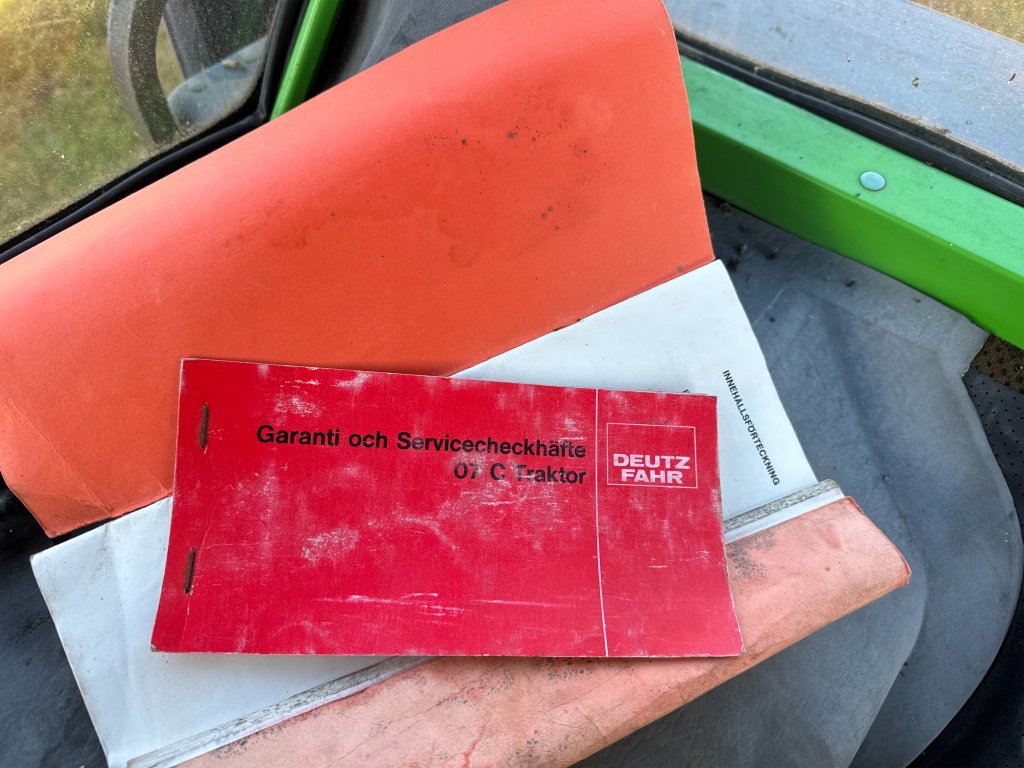 Garanti och Servicecheckhäfte
07 C Traktor
DEUTZ
FAHR
INNEHÅLLSFÖRTECKNING